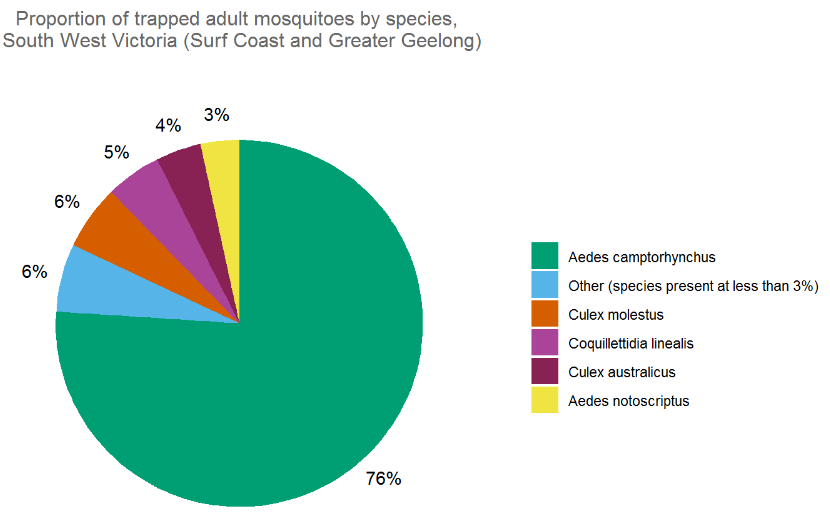 Proportion of trapped adult mosquitoes by species,
South West Victoria (Surf Coast and Greater Geelong)
3%
4%
5%
6%
6%
76%
Aedes camptorhynchus
Other (species present at less than 3%)
Culex molestus
Coquillettidia linealis
Culex australicus
Aedes notoscriptus